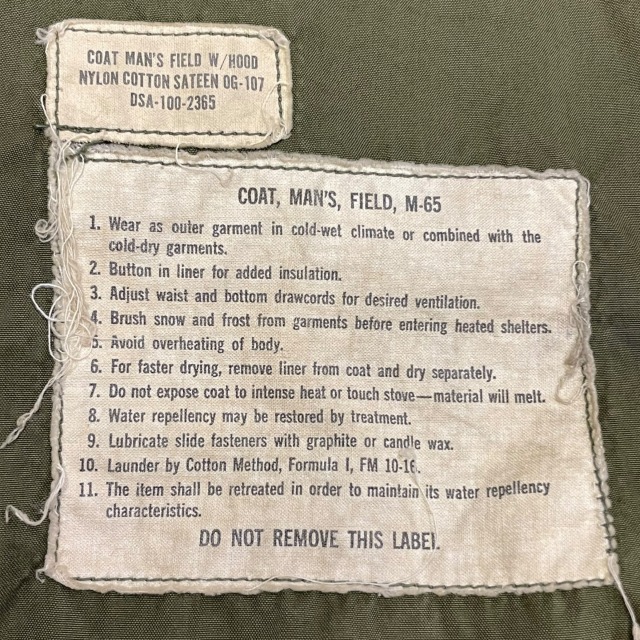 COAT MAN'S FIELD W/HOOD
NYLON COTTON SATEEN OG-107
DSA-100-2365
COAT, MAN'S, FIELD, M-65
1. Wear as outer garment in cold-wet climate or combined with the
cold-dry garments.
2. Button in liner for added insulation.
3. Adjust waist and bottom drawcords for desired ventilation.
4. Brush snow and frost from garments before entering heated shelters.
5. Avoid overheating of body.
6. For faster drying, remove liner from coat and dry separately.
7. Do not expose coat to intense heat or touch stove—material will melt.
8. Water repellency may be restored by treatment.
9. Lubricate slide fasteners with graphite or candle wax.
10. Launder by Cotton Method, Formula I, FM 10-16.
11. The item shall be retreated in order to maintain its water repellency
characteristics.
DO NOT REMOVE THIS LABEL.